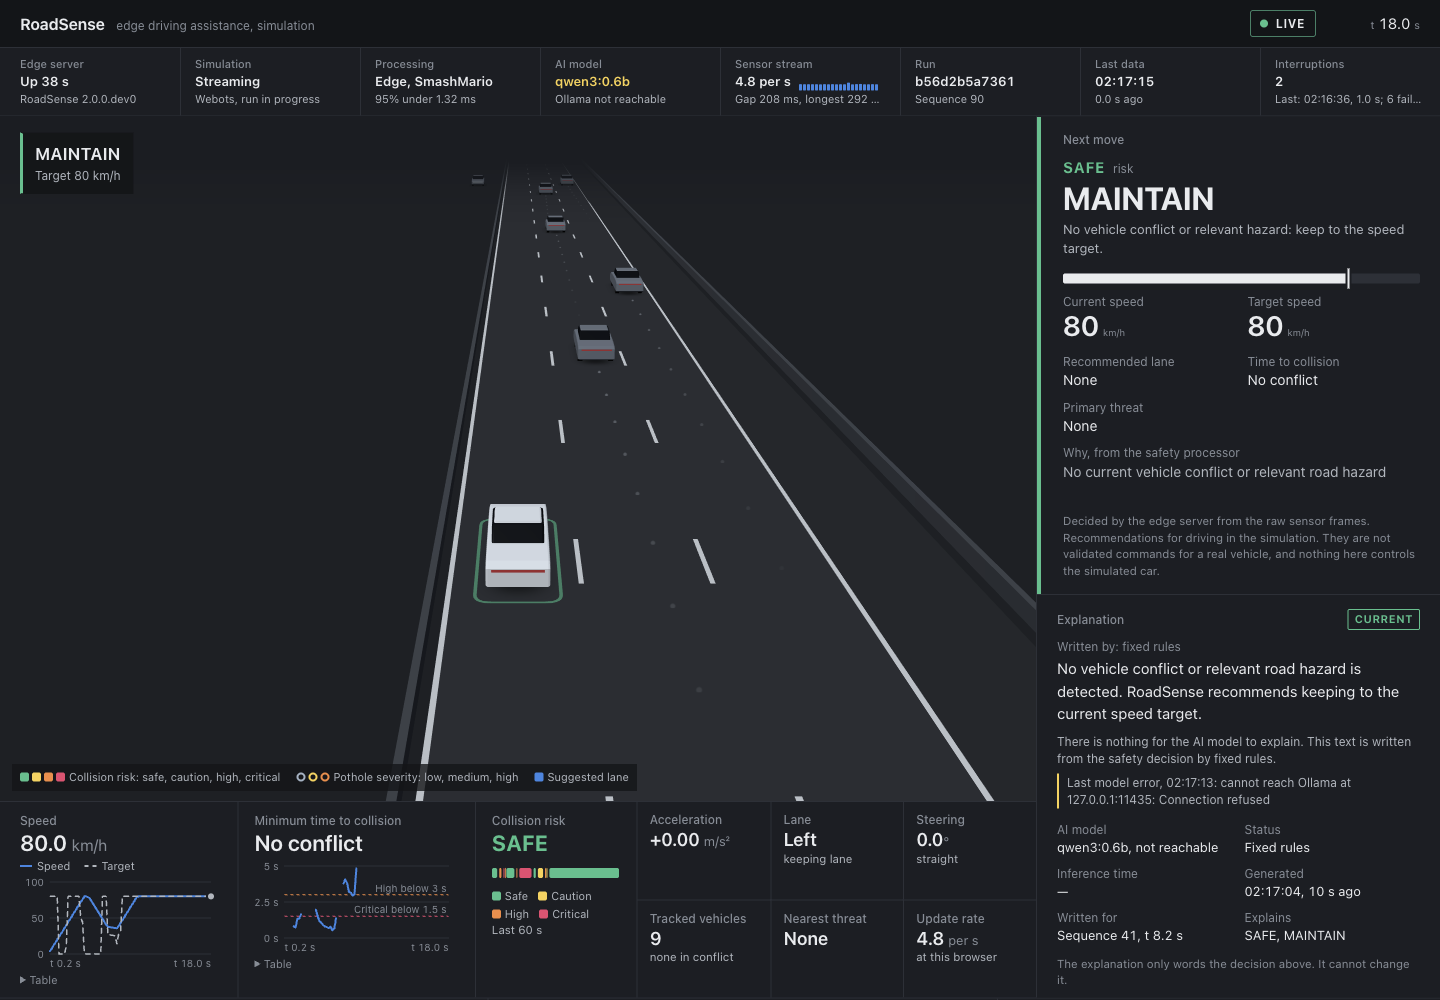 RoadSense edge driving assistance, simulation
LIVE
t 18.0 s
Edge server
Up 38 s
RoadSense 2.0.0.dev0
Simulation
Streaming
Webots, run in progress
Processing
Edge, SmashMario
95% under 1.32 ms
AI model
qwen3:0.6b
Ollama not reachable
Sensor stream
4.8 per s
Gap 208 ms, longest 292 ...
Run
b56d2b5a7361
Sequence 90
Last data
02:17:15
0.0 s ago
Interruptions
2
Last: 02:16:36, 1.0 s; 6 fail...
MAINTAIN
Target 80 km/h
Collision risk: safe, caution, high, critical
Pothole severity: low, medium, high
Suggested lane
Next move
SAFE risk
MAINTAIN
No vehicle conflict or relevant hazard: keep to the speed
target.
Current speed
80 km/h
Target speed
80 km/h
Recommended lane
None
Time to collision
No conflict
Primary threat
None
Why, from the safety processor
No current vehicle conflict or relevant road hazard
Decided by the edge server from the raw sensor frames.
Recommendations for driving in the simulation. They are not
validated commands for a real vehicle, and nothing here controls
the simulated car.
Explanation
CURRENT
Written by: fixed rules
No vehicle conflict or relevant road hazard is
detected. RoadSense recommends keeping to the
current speed target.
There is nothing for the AI model to explain. This text is written
from the safety decision by fixed rules.
Last model error, 02:17:13: cannot reach Ollama at
127.0.0.1:11435: Connection refused
AI model
qwen3:0.6b, not reachable
Status
Fixed rules
Inference time
—
Generated
02:17:04, 10 s ago
Written for
Sequence 41, t 8.2 s
Explains
SAFE, MAINTAIN
The explanation only words the decision above. It cannot change
it.
Speed
80.0 km/h
Speed
Target
100
50
0
t 0.2 s
t 18.0 s
Table
Minimum time to collision
No conflict
5 s
High below 3 s
2.5 s
Critical below 1.5 s
0 s
t 0.2 s
t 18.0 s
Table
Collision risk
SAFE
Safe
Caution
High
Critical
Last 60 s
Acceleration
+0.00 m/s²
Lane
Left
keeping lane
Steering
0.0°
straight
Tracked vehicles
9
none in conflict
Nearest threat
None
Update rate
4.8 per s
at this browser